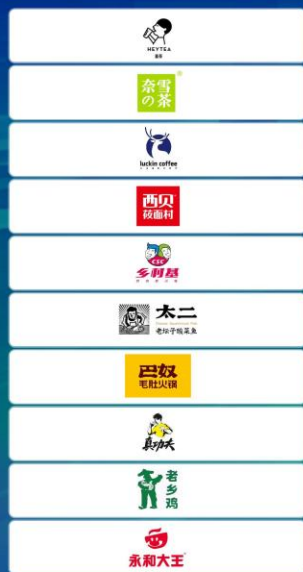 HEYTEA
喜茶
奈雪
の茶
luckin coffee
西贝
莜面村
CSC
乡村基
太二
老坛子酸菜鱼
巴奴
毛肚火锅
真功夫
老乡鸡
永和大王